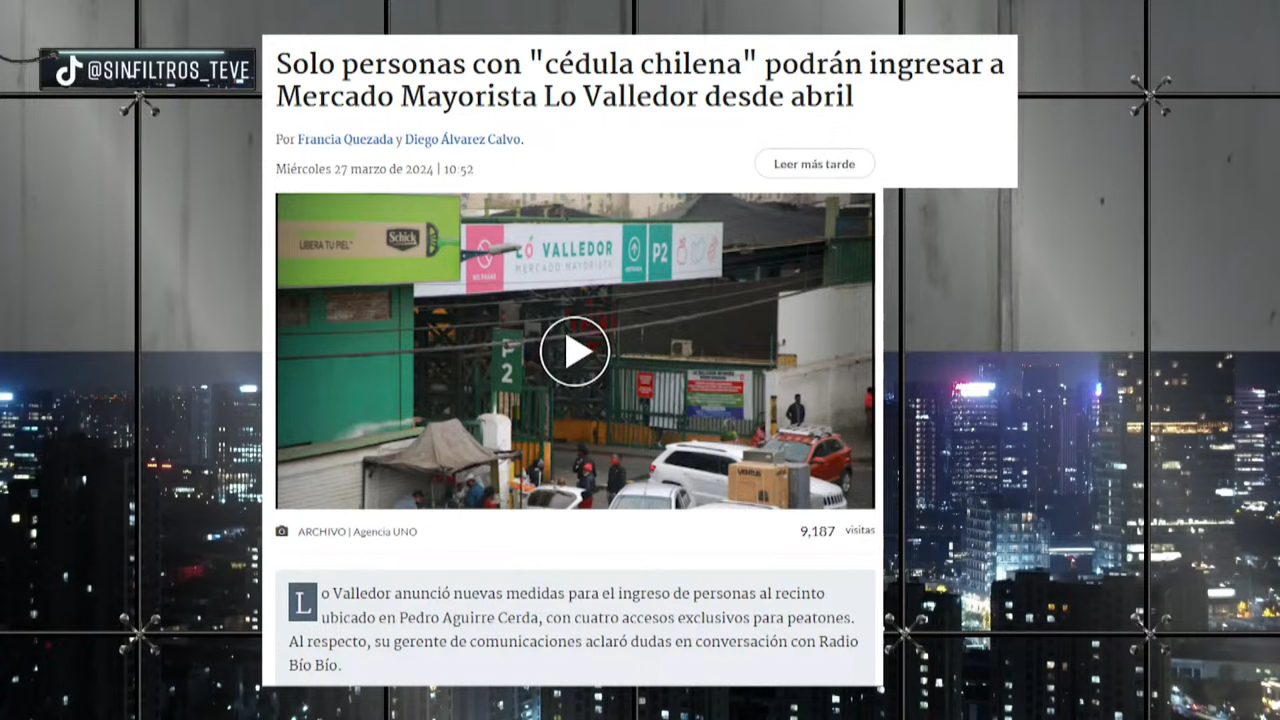 @SINFILTROS_TEVE
Solo personas con "cédula chilena" podrán ingresar a
Mercado Mayorista Lo Valledor desde abril
Por Francia Quezada y Diego Álvarez Calvo.
Miércoles 27 marzo de 2024 | 10:52
Leer más tarde
LIBERA TU PIEL
Schick
NO PASAR
LO VALLEDOR
MERCADO MAYORISTA
ENTRADA
P2
P
2
ARCHIVO | Agencia UNO
9,187 visitas
Lo Valledor anunció nuevas medidas para el ingreso de personas al recinto
ubicado en Pedro Aguirre Cerda, con cuatro accesos exclusivos para peatones.
Al respecto, su gerente de comunicaciones aclaró dudas en conversación con Radio
Bío Bío.